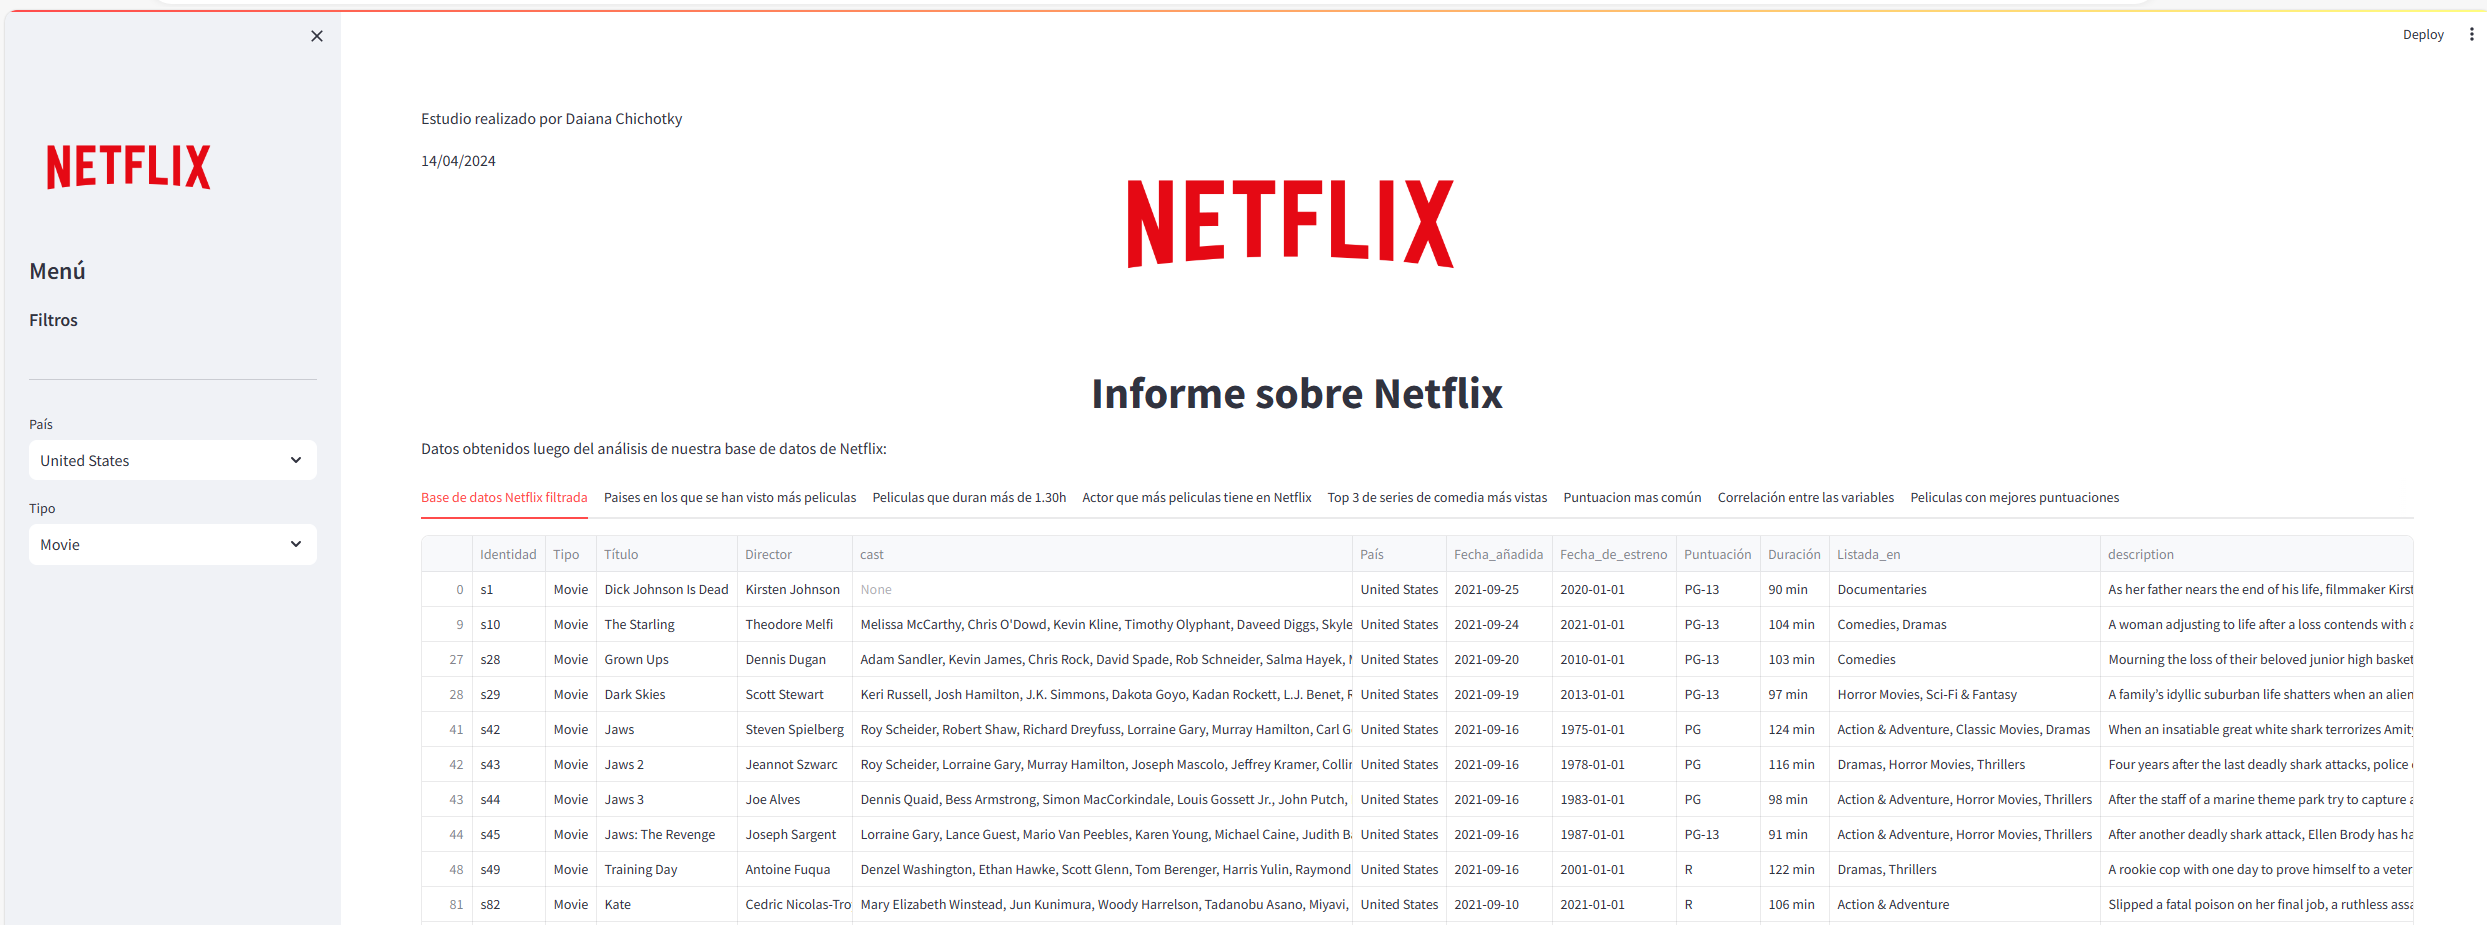 Deploy
NETFLIX
Menú
Filtros
País
United States
Tipo
Movie
Estudio realizado por Daiana Chichotky
14/04/2024
NETFLIX
Informe sobre Netflix
Datos obtenidos luego del análisis de nuestra base de datos de Netflix:
Base de datos Netflix filtrada Paises en los que se han visto más peliculas Peliculas que duran más de 1.30h Actor que más peliculas tiene en Netflix Top 3 de series de comedia más vistas Puntuacion mas común Correlación entre las variables Peliculas con mejores puntuaciones
Identidad Tipo Título Director cast País Fecha_añadida Fecha_de_estreno Puntuación Duración Listada_en description
0 s1 Movie Dick Johnson Is Dead Kirsten Johnson None United States 2021-09-25 2020-01-01 PG-13 90 min Documentaries As her father nears the end of his life, filmmaker Kirst
9 s10 Movie The Starling Theodore Melfi Melissa McCarthy, Chris O'Dowd, Kevin Kline, Timothy Olyphant, Daveed Diggs, Skyle United States 2021-09-24 2021-01-01 PG-13 104 min Comedies, Dramas A woman adjusting to life after a loss contends with a
27 s28 Movie Grown Ups Dennis Dugan Adam Sandler, Kevin James, Chris Rock, David Spade, Rob Schneider, Salma Hayek, United States 2021-09-20 2010-01-01 PG-13 103 min Comedies Mourning the loss of their beloved junior high basket
28 s29 Movie Dark Skies Scott Stewart Keri Russell, Josh Hamilton, J.K. Simmons, Dakota Goyo, Kadan Rockett, L.J. Benet, United States 2021-09-19 2013-01-01 PG-13 97 min Horror Movies, Sci-Fi & Fantasy A family’s idyllic suburban life shatters when an alien
41 s42 Movie Jaws Steven Spielberg Roy Scheider, Robert Shaw, Richard Dreyfuss, Lorraine Gary, Murray Hamilton, Carl G United States 2021-09-16 1975-01-01 PG 124 min Action & Adventure, Classic Movies, Dramas When an insatiable great white shark terrorizes Amit
42 s43 Movie Jaws 2 Jeannot Szwarc Roy Scheider, Lorraine Gary, Murray Hamilton, Joseph Mascolo, Jeffrey Kramer, Collin United States 2021-09-16 1978-01-01 PG 116 min Dramas, Horror Movies, Thrillers Four years after the last deadly shark attacks, police
43 s44 Movie Jaws 3 Joe Alves Dennis Quaid, Bess Armstrong, Simon MacCorkindale, Louis Gossett Jr., John Putch, United States 2021-09-16 1983-01-01 PG 98 min Action & Adventure, Horror Movies, Thrillers After the staff of a marine theme park try to capture a
44 s45 Movie Jaws: The Revenge Joseph Sargent Lorraine Gary, Lance Guest, Mario Van Peebles, Karen Young, Michael Caine, Judith B United States 2021-09-16 1987-01-01 PG-13 91 min Action & Adventure, Horror Movies, Thrillers After another deadly shark attack, Ellen Brody has ha
48 s49 Movie Training Day Antoine Fuqua Denzel Washington, Ethan Hawke, Scott Glenn, Tom Berenger, Harris Yulin, Raymond United States 2021-09-16 2001-01-01 R 122 min Dramas, Thrillers A rookie cop with one day to prove himself to a veter
81 s82 Movie Kate Cedric Nicolas-Tro Mary Elizabeth Winstead, Jun Kunimura, Woody Harrelson, Tadanobu Asano, Miyavi, United States 2021-09-10 2021-01-01 R 106 min Action & Adventure Slipped a fatal poison on her final job, a ruthless assa